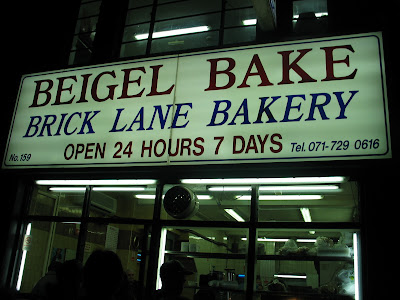 BEIGEL BAKE
BRICK LANE BAKERY
OPEN 24 HOURS 7 DAYS
No.159
Tel. 071-729 0616